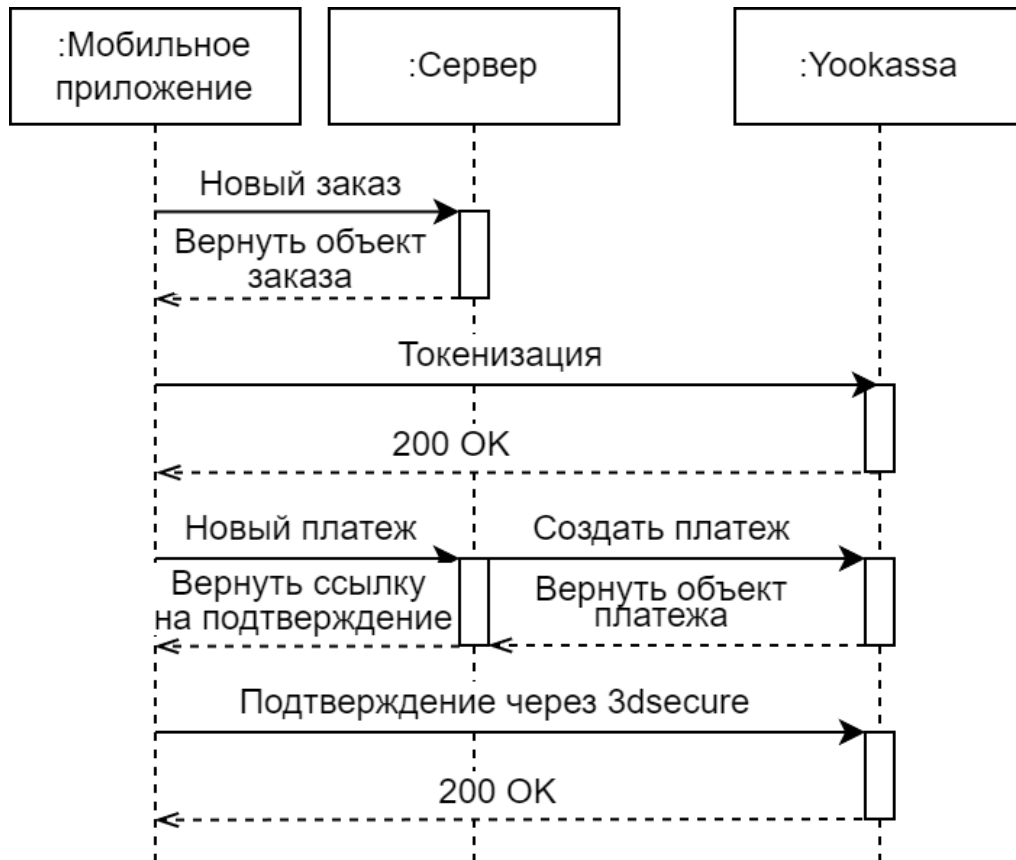 :Мобильное
приложение
:Сервер
:Yookassa
Новый заказ
Вернуть объект
заказа
Токенизация
200 OK
Новый платеж
Создать платеж
Вернуть ссылку
на подтверждение
Вернуть объект
платежа
Подтверждение через 3dsecure
200 OK